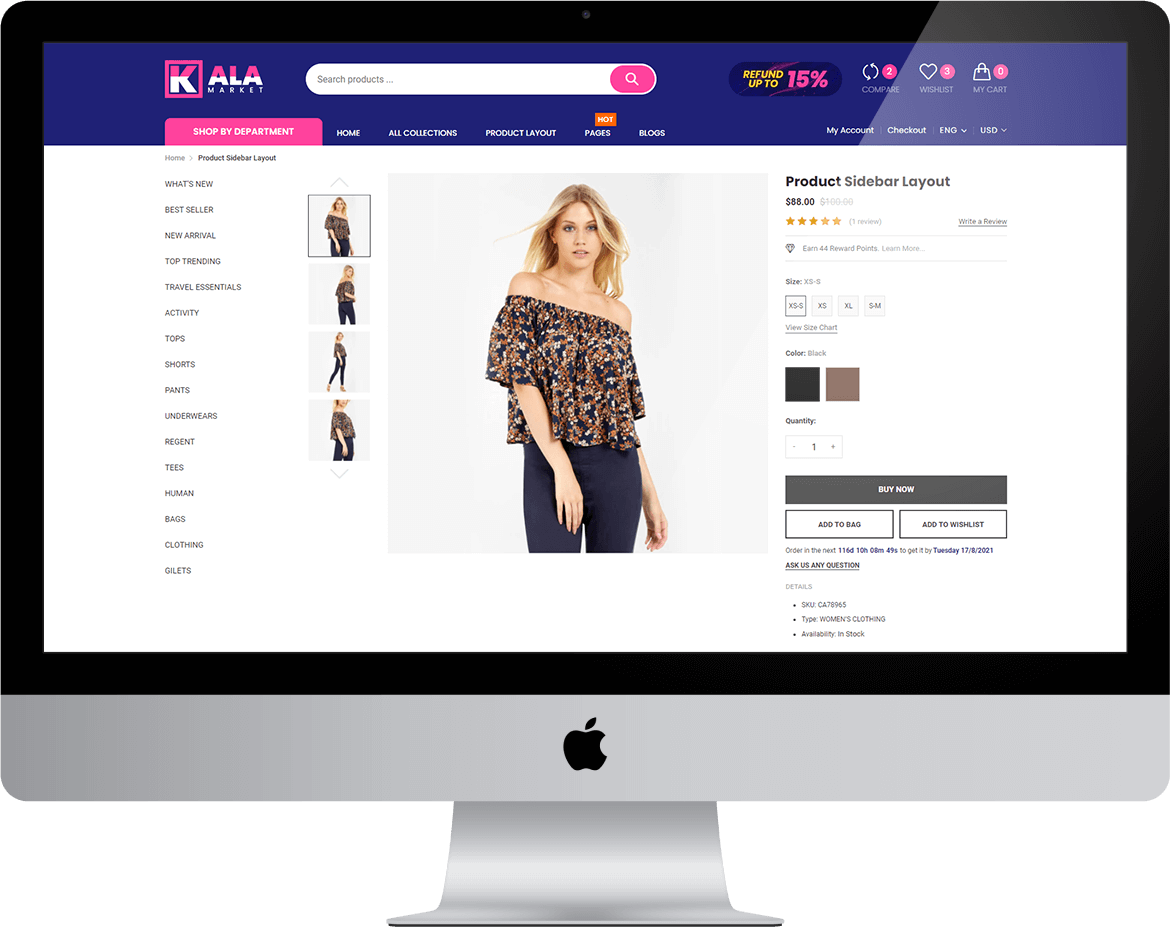 K ALA
MARKET
Search products ...
REFUND
UP TO 15%
2
COMPARE
3
WISHLIST
0
MY CART
SHOP BY DEPARTMENT
HOME
ALL COLLECTIONS
PRODUCT LAYOUT
HOT
PAGES
BLOGS
My Account
Checkout
ENG
USD
Home > Product Sidebar Layout
WHAT'S NEW
BEST SELLER
NEW ARRIVAL
TOP TRENDING
TRAVEL ESSENTIALS
ACTIVITY
TOPS
SHORTS
PANTS
UNDERWEARS
REGENT
TEES
HUMAN
BAGS
CLOTHING
GILETS
Product Sidebar Layout
$88.00 $100.00
(1 review) Write a Review
Earn 44 Reward Points. Learn More...
Size: XS-S
XS-S XS XL S-M
View Size Chart
Color: Black
Quantity:
- 1 +
BUY NOW
ADD TO BAG ADD TO WISHLIST
Order in the next 116d 10h 08m 49s to get it by Tuesday 17/8/2021
ASK US ANY QUESTION
DETAILS
• SKU: CA78965
• Type: WOMEN'S CLOTHING
• Availability: In Stock